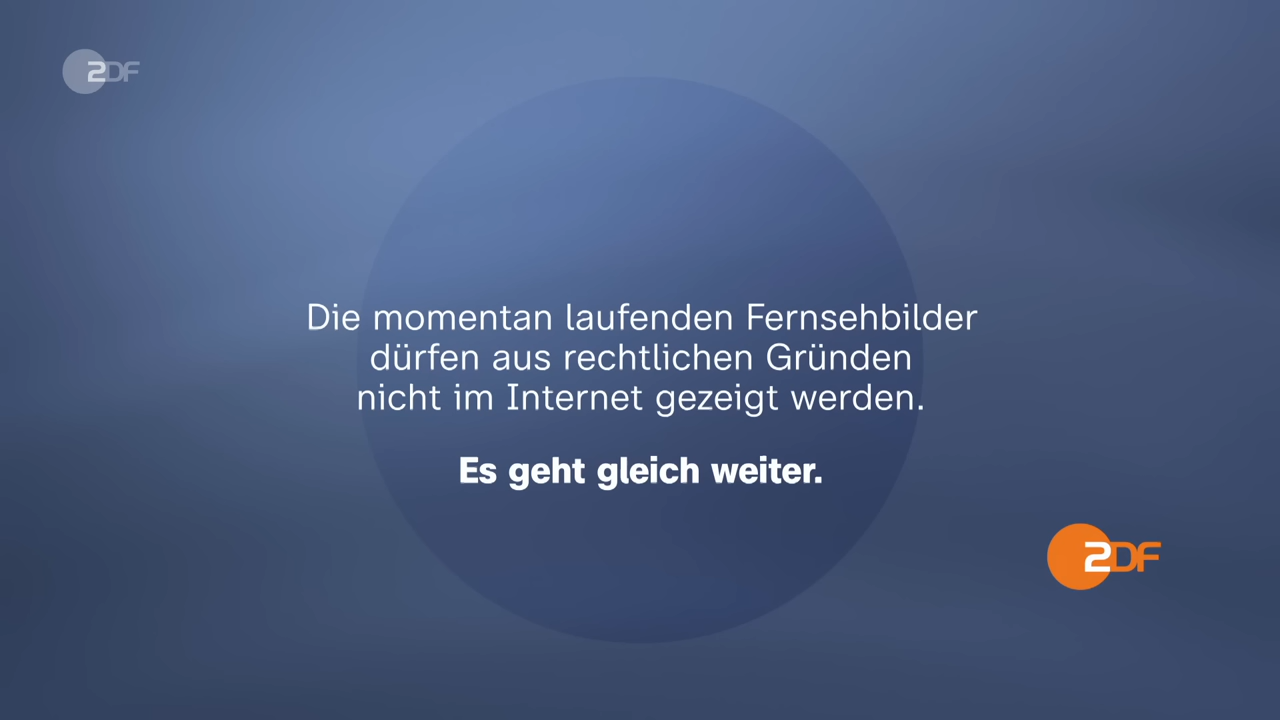 ZDF
Die momentan laufenden Fernsehbilder
dürfen aus rechtlichen Gründen
nicht im Internet gezeigt werden.
Es geht gleich weiter.
ZDF